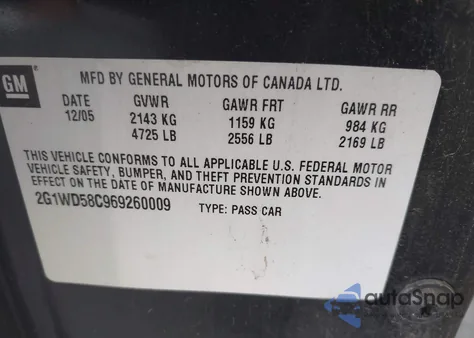 GM
MFD BY GENERAL MOTORS OF CANADA LTD.
DATE GVWR GAWR FRT GAWR RR
12/05 2143 KG 1159 KG 984 KG
4725 LB 2556 LB 2169 LB
THIS VEHICLE CONFORMS TO ALL APPLICABLE U.S. FEDERAL MOTOR
VEHICLE SAFETY, BUMPER, AND THEFT PREVENTION STANDARDS IN
EFFECT ON THE DATE OF MANUFACTURE SHOWN ABOVE.
2G1WD58C969260009 TYPE: PASS CAR
autoSnap